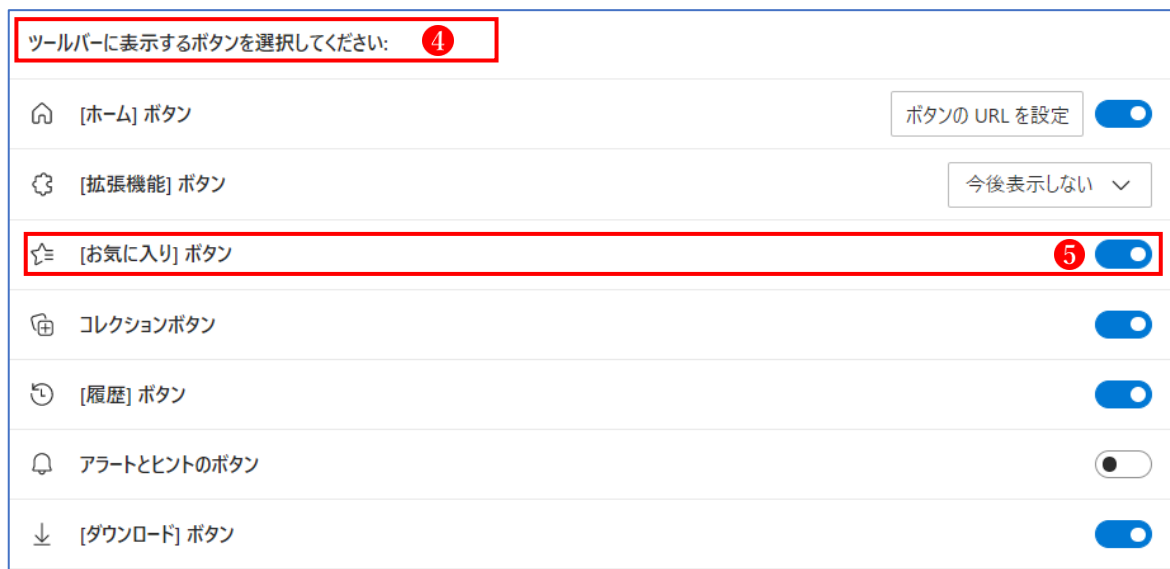 ツールバーに表示するボタンを選択してください: 4
[ホーム] ボタン ボタンの URL を設定
[拡張機能] ボタン 今後表示しない
[お気に入り] ボタン 5
コレクションボタン
[履歴] ボタン
アラートとヒントのボタン
[ダウンロード] ボタン